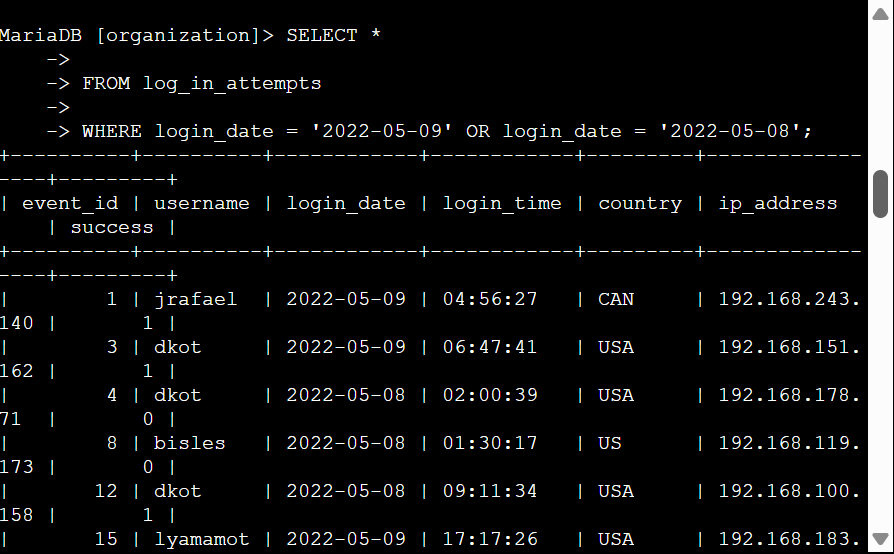 MariaDB [organization]> SELECT *
    ->
    -> FROM log_in_attempts
    ->
    -> WHERE login_date = '2022-05-09' OR login_date = '2022-05-08';
+----------+----------+------------+------------+---------+-------------
----+---------+
| event_id | username | login_date | login_time | country | ip_address
    | success |
+----------+----------+------------+------------+---------+-------------
----+---------+
|        1 | jrafael  | 2022-05-09 | 04:56:27   | CAN     | 192.168.243.
140 |       1 |
|        3 | dkot     | 2022-05-09 | 06:47:41   | USA     | 192.168.151.
162 |       1 |
|        4 | dkot     | 2022-05-08 | 02:00:39   | USA     | 192.168.178.
71  |       0 |
|        8 | bisles   | 2022-05-08 | 01:30:17   | US      | 192.168.119.
173 |       0 |
|       12 | dkot     | 2022-05-08 | 09:11:34   | USA     | 192.168.100.
158 |       1 |
|       15 | lyamamot | 2022-05-09 | 17:17:26   | USA     | 192.168.183.